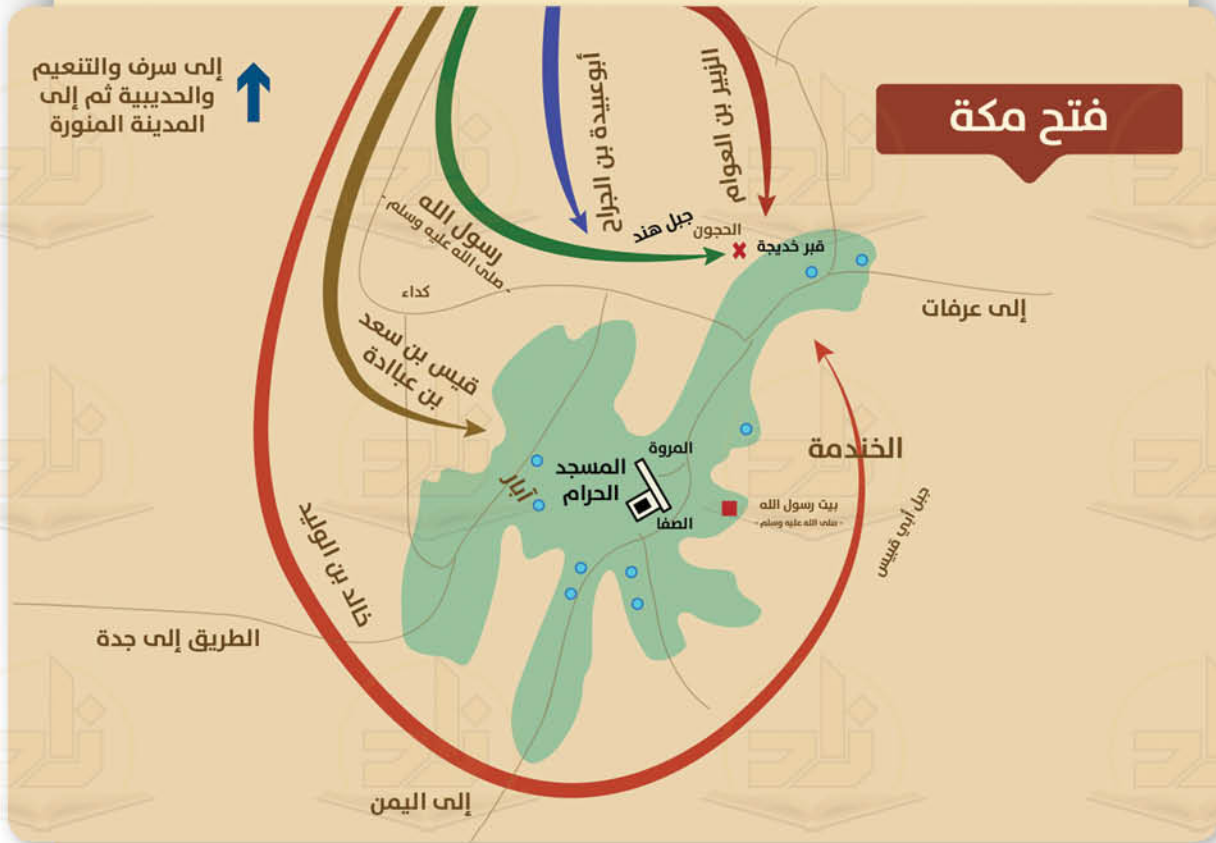 فتح مكة
إلى سرف والتنعيم
والحديبية ثم إلى
المدينة المنورة
الزبير بن العوام
أبوعبيدة بن الجراح
رسول الله
- صلى الله عليه وسلم -
جبل هند
الحجون
قبر خديجة
كداء
إلى عرفات
قيس بن سعد
بن عباادة
الخندمة
المروة
المسجد
الحرام
الصفا
آبار
بيت رسول الله
- صلى الله عليه وسلم -
جبل أبي قبيس
خالد بن الوليد
الطريق إلى جدة
إلى اليمن